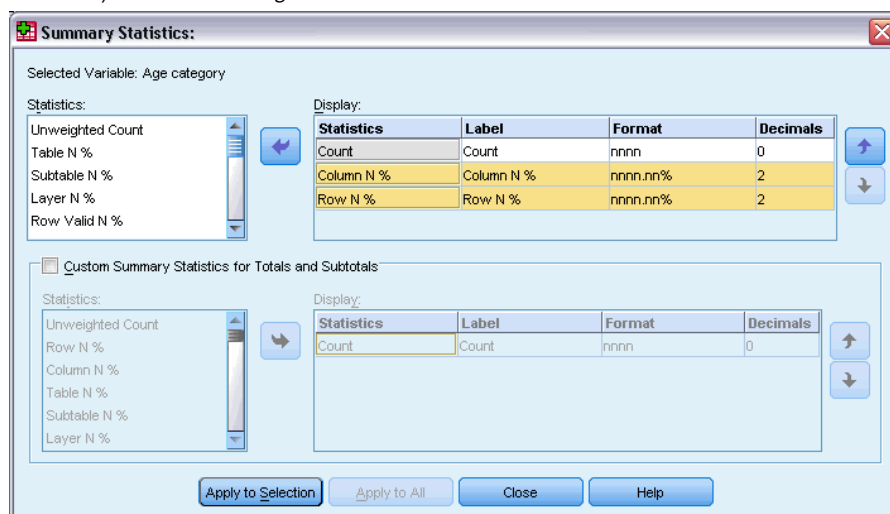 Summary Statistics:
Selected Variable: Age category
Statistics:
Unweighted Count
Table N %
Subtable N %
Layer N %
Row Valid N %
Display:
Statistics Label Format Decimals
Count Count nnnn 0
Column N % Column N % nnnn.nn% 2
Row N % Row N % nnnn.nn% 2
Custom Summary Statistics for Totals and Subtotals
Statistics:
Unweighted Count
Row N %
Column N %
Table N %
Subtable N %
Layer N %
Display:
Statistics Label Format Decimals
Count Count nnnn 0
Apply to Selection Apply to All Close Help